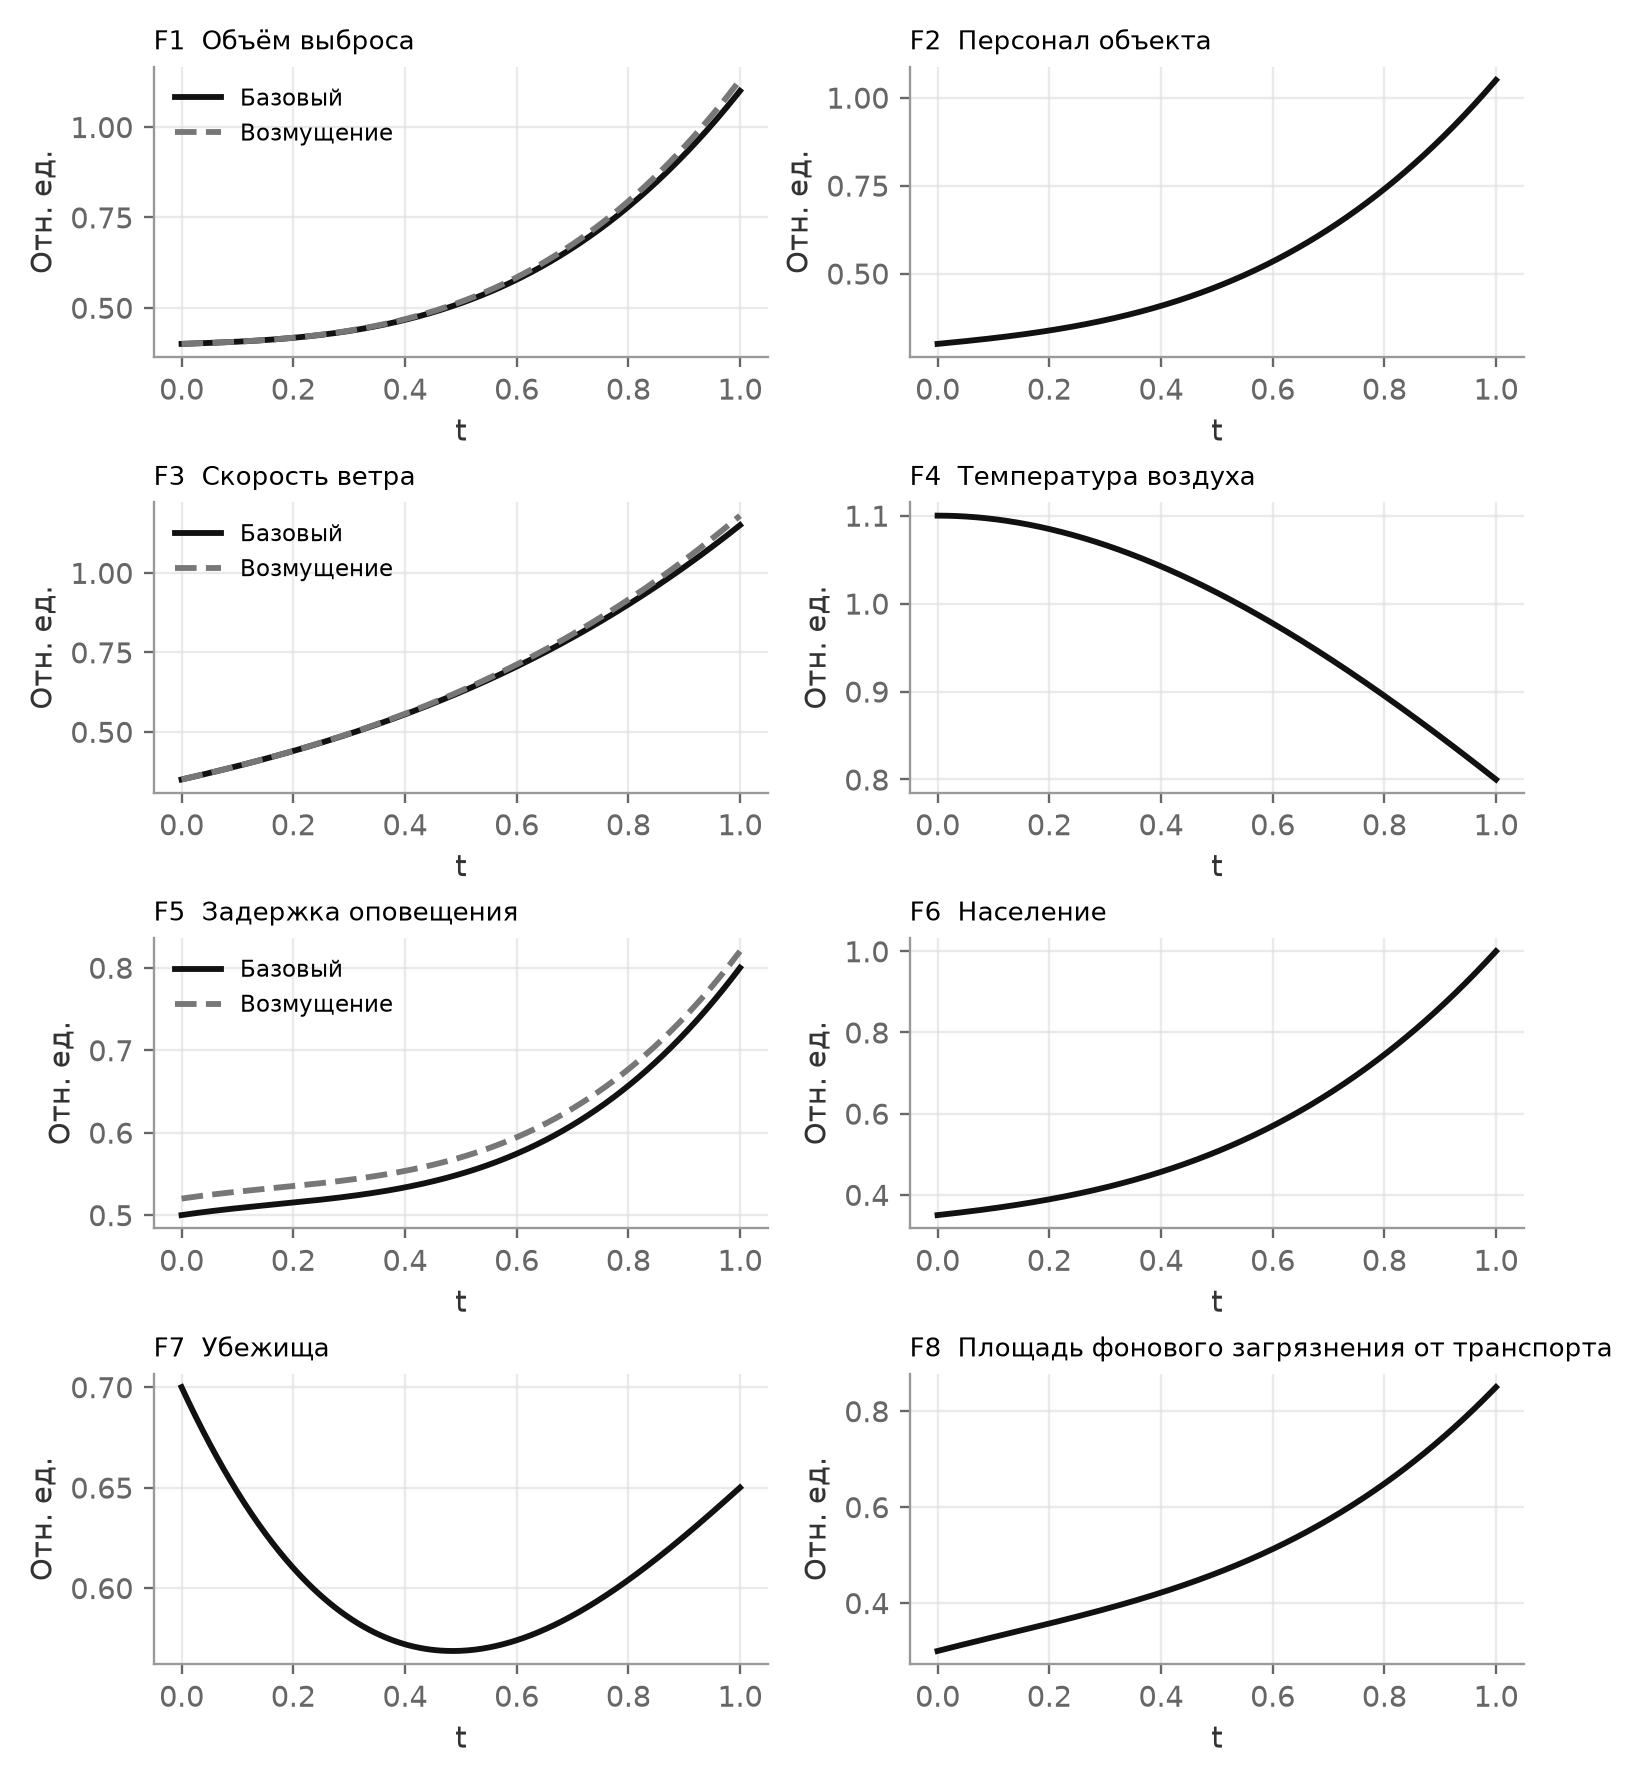 F1 Объём выброса
Базовый
Возмущение
Отн. ед.
1.00
0.75
0.50
0.0 0.2 0.4 0.6 0.8 1.0
t
F2 Персонал объекта
Отн. ед.
1.00
0.75
0.50
0.0 0.2 0.4 0.6 0.8 1.0
t
F3 Скорость ветра
Базовый
Возмущение
Отн. ед.
1.00
0.75
0.50
0.0 0.2 0.4 0.6 0.8 1.0
t
F4 Температура воздуха
Отн. ед.
1.1
1.0
0.9
0.8
0.0 0.2 0.4 0.6 0.8 1.0
t
F5 Задержка оповещения
Базовый
Возмущение
Отн. ед.
0.8
0.7
0.6
0.5
0.0 0.2 0.4 0.6 0.8 1.0
t
F6 Население
Отн. ед.
1.0
0.8
0.6
0.4
0.0 0.2 0.4 0.6 0.8 1.0
t
F7 Убежища
Отн. ед.
0.70
0.65
0.60
0.0 0.2 0.4 0.6 0.8 1.0
t
F8 Площадь фонового загрязнения от транспорта
Отн. ед.
0.8
0.6
0.4
0.0 0.2 0.4 0.6 0.8 1.0
t